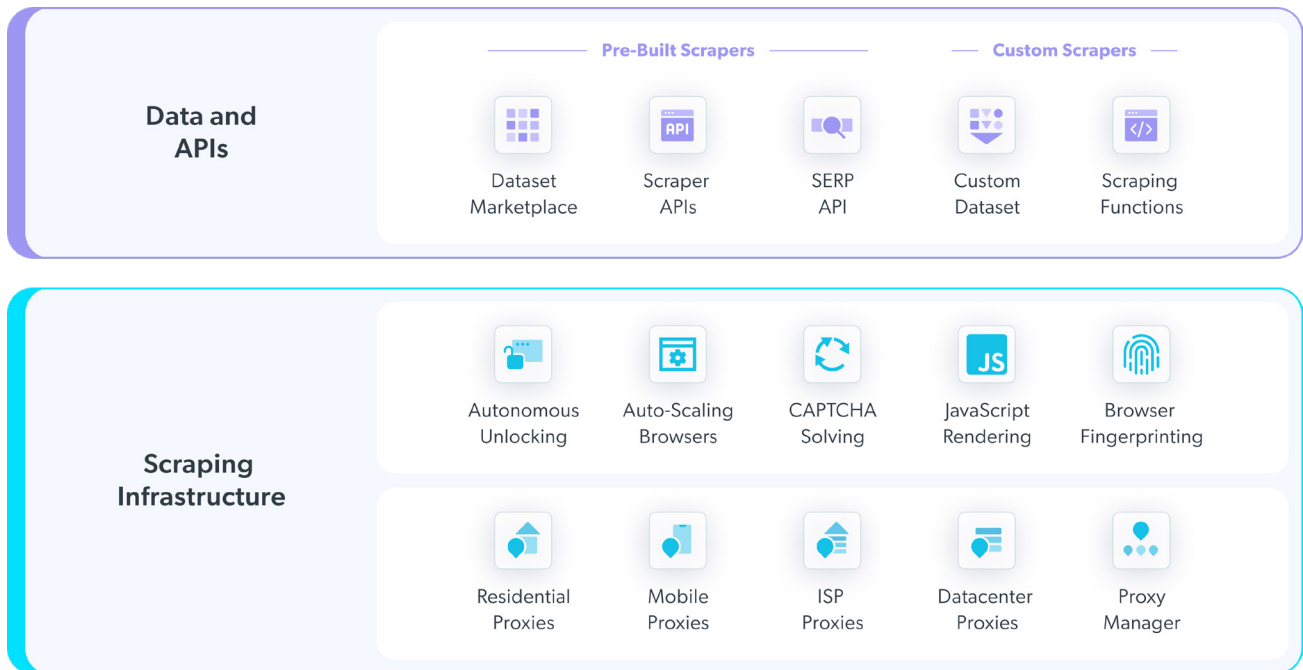 Data and
APIs
Pre-Built Scrapers
Custom Scrapers
API
</>
Dataset
Marketplace
Scraper
APIs
SERP
API
Custom
Dataset
Scraping
Functions
Scraping
Infrastructure
JS
Autonomous
Unlocking
Auto-Scaling
Browsers
CAPTCHA
Solving
JavaScript
Rendering
Browser
Fingerprinting
Residential
Proxies
Mobile
Proxies
ISP
Proxies
Datacenter
Proxies
Proxy
Manager